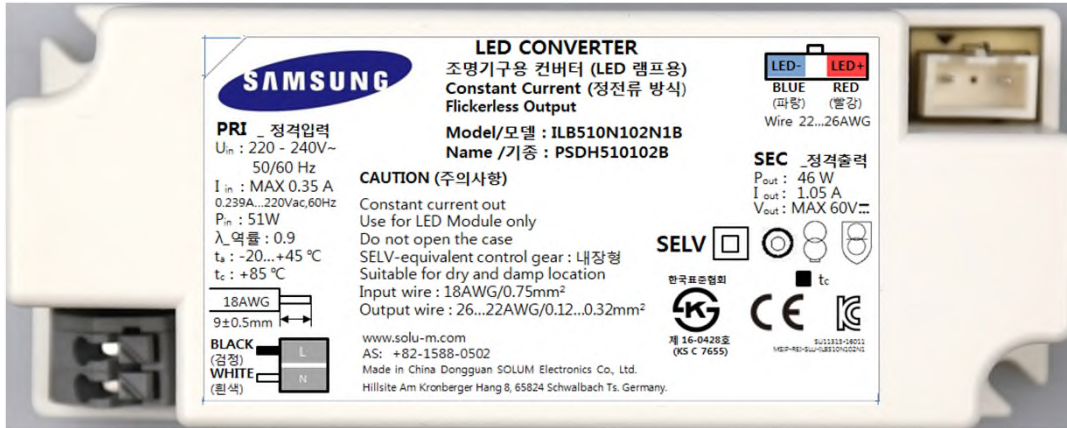 SAMSUNG
LED CONVERTER
조명기구용 컨버터 (LED 램프용)
Constant Current (정전류 방식)
Flickerless Output
Model/모델 : ILB510N102N1B
Name /기종 : PSDH510102B
LED- LED+
BLUE RED
(파랑) (빨강)
Wire 22...26AWG
PRI _ 정격입력
Uin : 220 - 240V~
50/60 Hz
I in : MAX 0.35 A
0.239A...220Vac,60Hz
Pin : 51W
λ_역률 : 0.9
ta : -20...+45 ℃
tc : +85 ℃
18AWG
9±0.5mm
BLACK
(검정)
L
WHITE
(흰색)
N
CAUTION (주의사항)
Constant current out
Use for LED Module only
Do not open the case
SELV-equivalent control gear : 내장형
Suitable for dry and damp location
Input wire : 18AWG/0.75mm²
Output wire : 26...22AWG/0.12...0.32mm²
www.solu-m.com
AS: +82-1588-0502
Made in China Dongguan SOLUM Electronics Co., Ltd.
Hillsite Am Kronberger Hang 8, 65824 Schwalbach Ts. Germany.
SEC _정격출력
Pout : 46 W
I out : 1.05 A
Vout : MAX 60V
SELV
tc
한국표준협회
KS
제 16-0428호
(KS C 7655)
CE
SU11315-16011
MSIP-REI-SLU-ILB510N102N1